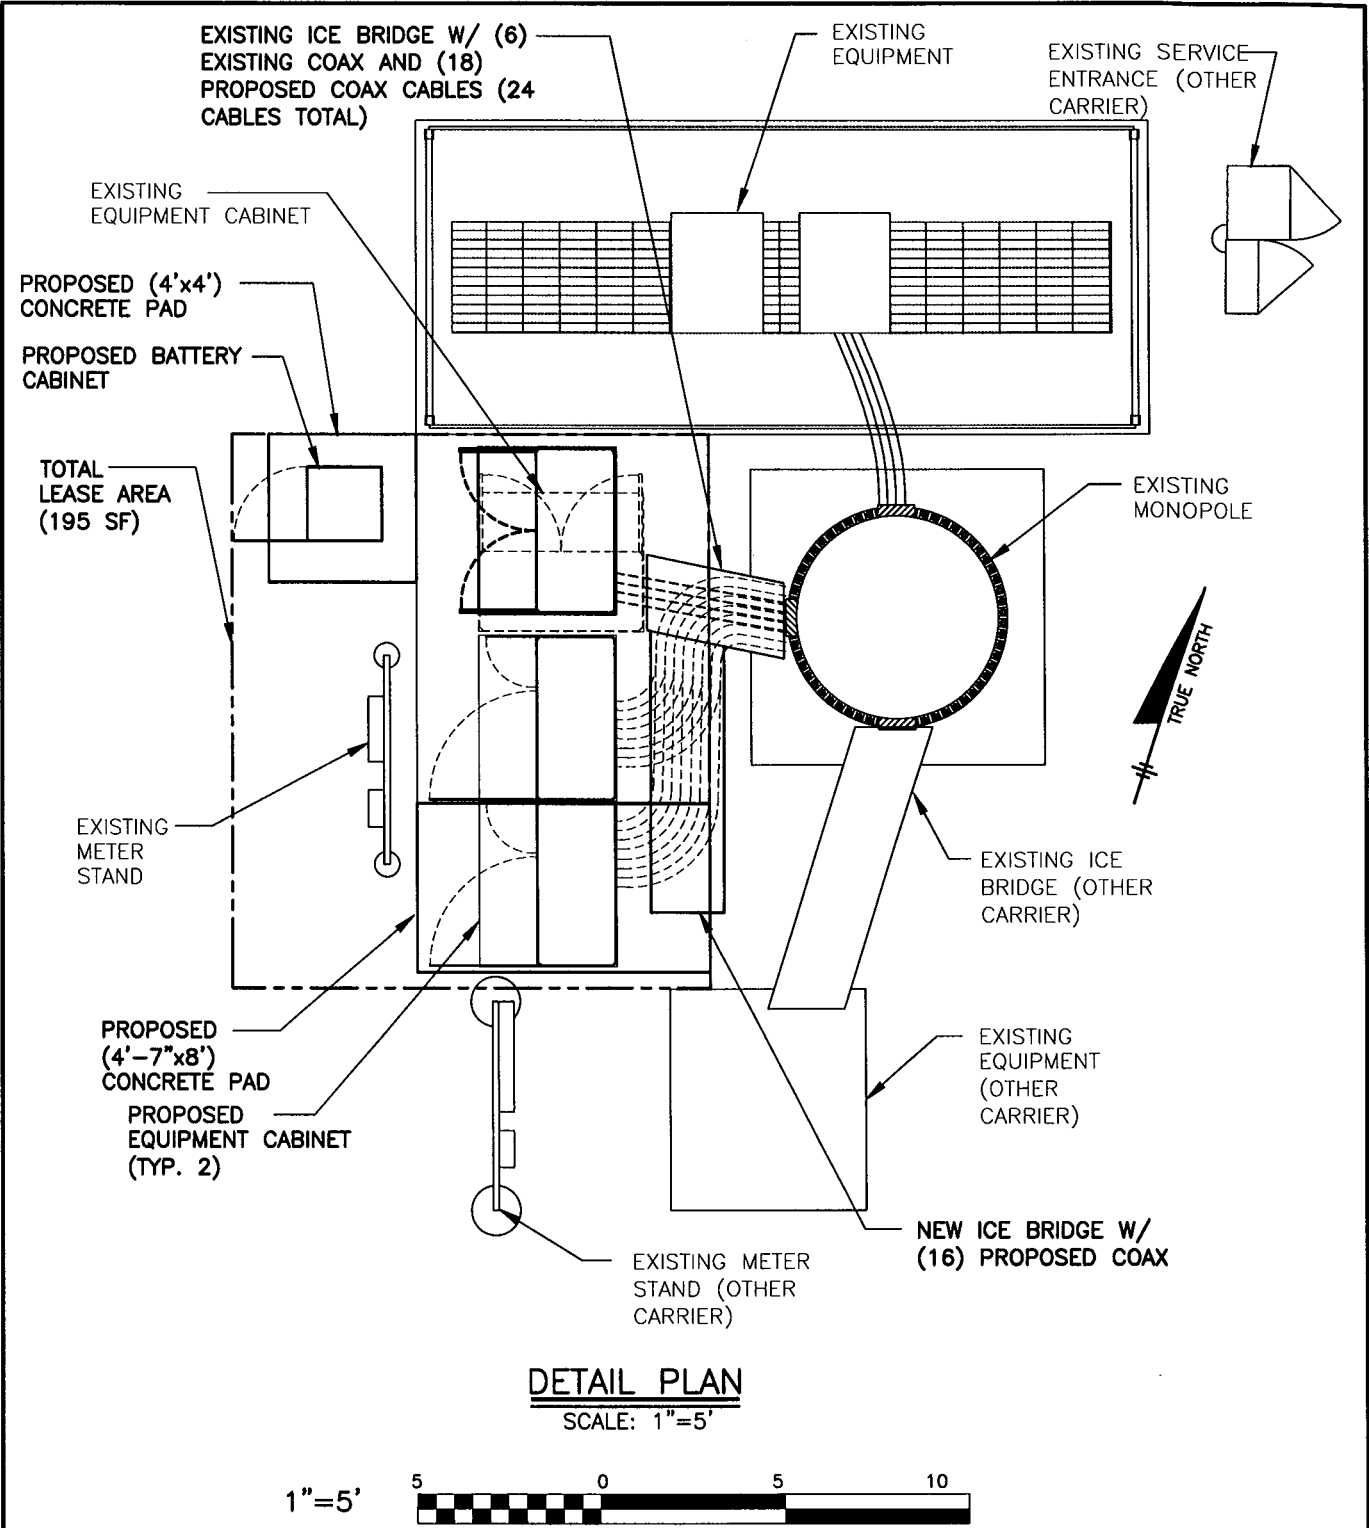 EXISTING ICE BRIDGE W/ (6)
EXISTING COAX AND (18)
PROPOSED COAX CABLES (24
CABLES TOTAL)
EXISTING
EQUIPMENT
EXISTING SERVICE
ENTRANCE (OTHER
CARRIER)
EXISTING
EQUIPMENT CABINET
PROPOSED (4'x4')
CONCRETE PAD
PROPOSED BATTERY
CABINET
TOTAL
LEASE AREA
(195 SF)
EXISTING
MONOPOLE
TRUE NORTH
EXISTING
METER
STAND
EXISTING ICE
BRIDGE (OTHER
CARRIER)
PROPOSED
(4'-7"x8')
CONCRETE PAD
EXISTING
EQUIPMENT
(OTHER
CARRIER)
PROPOSED
EQUIPMENT CABINET
(TYP. 2)
NEW ICE BRIDGE W/
(16) PROPOSED COAX
EXISTING METER
STAND (OTHER
CARRIER)
DETAIL PLAN
SCALE: 1"=5'
1"=5'
5 0 5 10